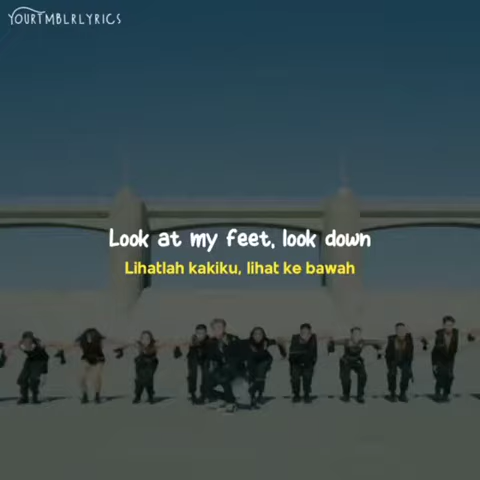 YOURTMBLRLYRICS
Look at my feet, look down
Lihatlah kakiku, lihat ke bawah